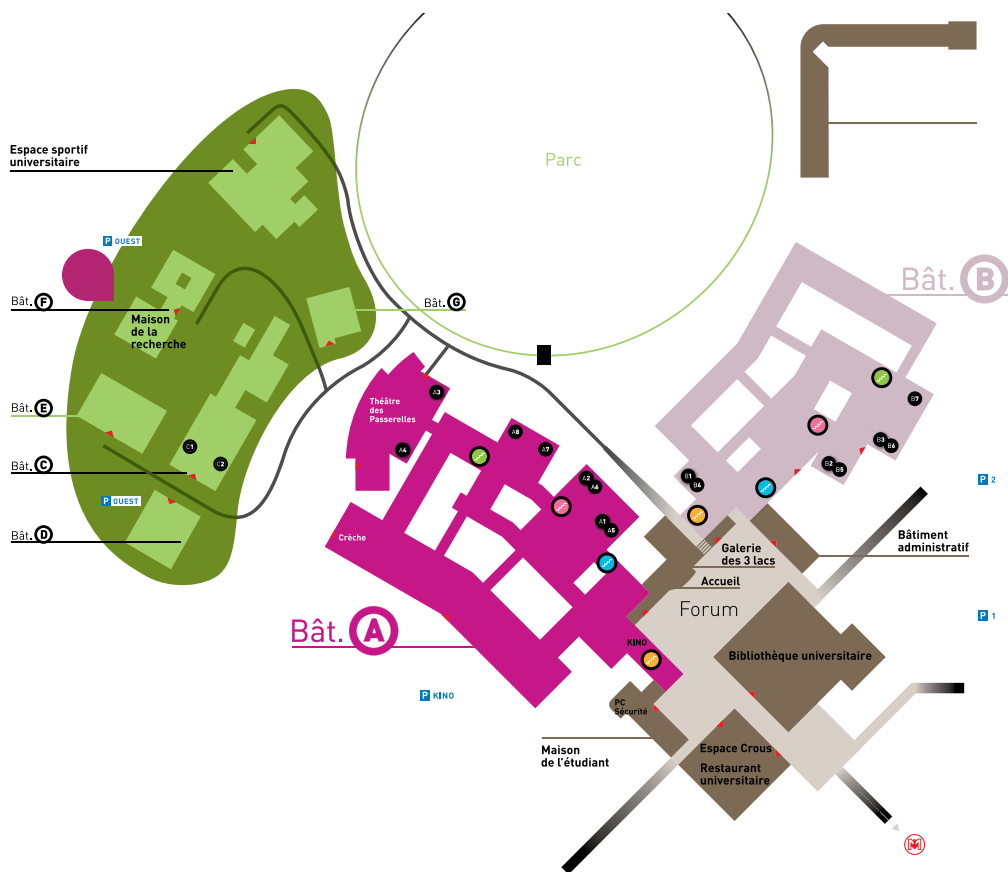 Parc
Espace sportif
universitaire
P OUEST
Bât. F
Maison
de la
recherche
Bât. G
Bât. B
Bât. E
Bât. C
C1
C2
P OUEST
Bât. D
Théâtre
des
Passerelles
A3
A4
A8
A7
A2
A6
A1
A5
B7
B3
B6
B2
B5
B1
B4
P 2
Crèche
Galerie
des 3 lacs
Accueil
Bâtiment
administratif
Forum
P 1
Bât. A
KINO
Bibliothèque universitaire
P KINO
PC
Sécurité
Maison
de l'étudiant
Espace Crous
Restaurant
universitaire
M